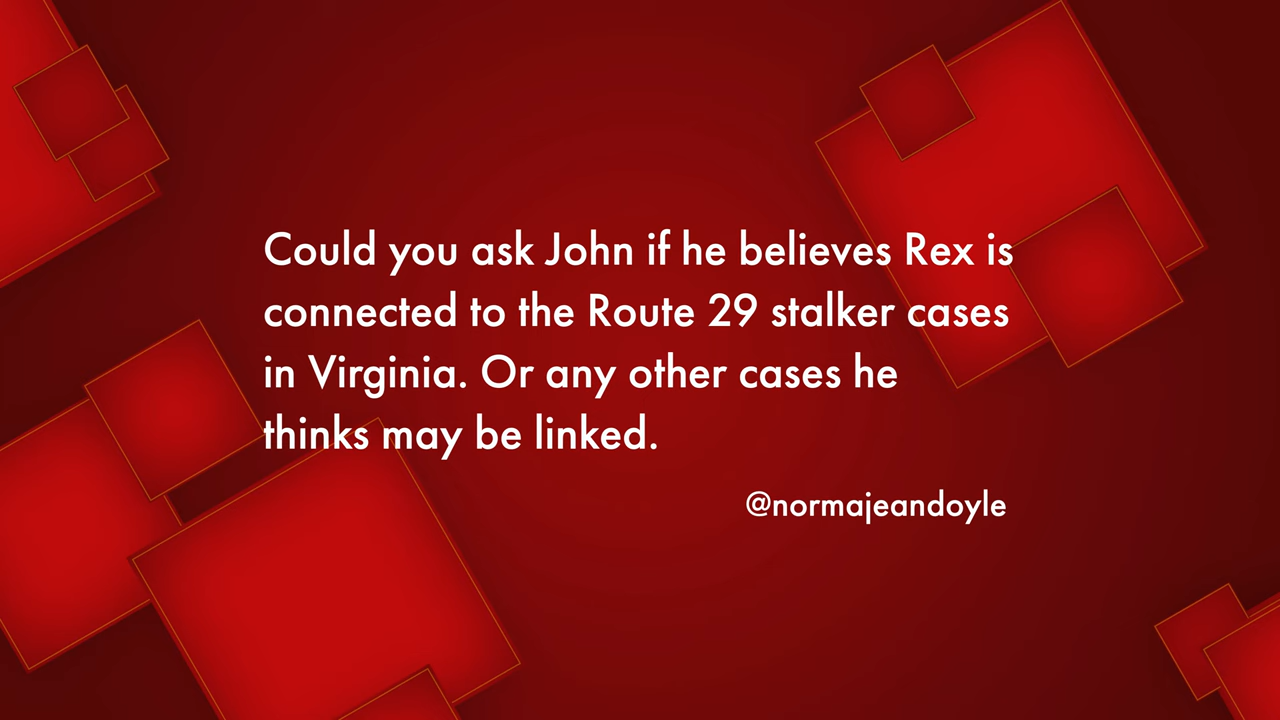 Could you ask John if he believes Rex is
connected to the Route 29 stalker cases
in Virginia. Or any other cases he
thinks may be linked.
@normajeandoyle